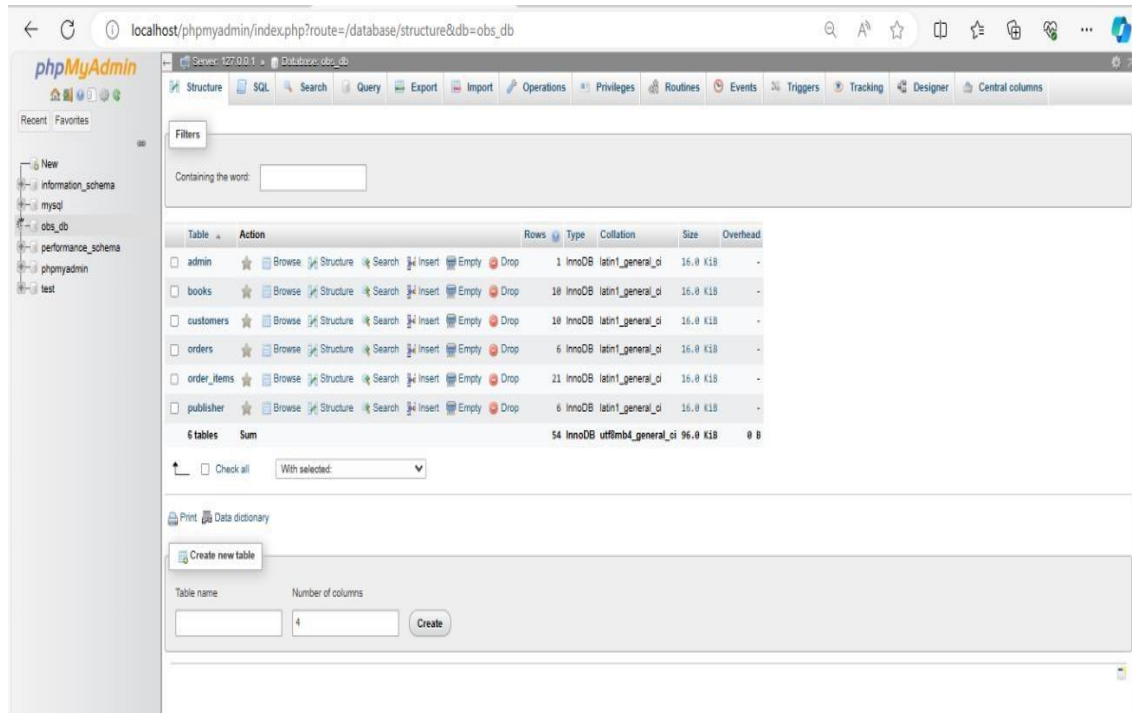 localhost/phpmyadmin/index.php?route=/database/structure&db=obs_db
phpMyAdmin
Recent Favorites
New
information_schema
mysql
obs_db
performance_schema
phpmyadmin
test
Server: 127.0.0.1 » Database: obs_db
Structure SQL Search Query Export Import Operations Privileges Routines Events Triggers Tracking Designer Central columns
Filters
Containing the word:
Table Action Rows Type Collation Size Overhead
admin Browse Structure Search Insert Empty Drop 1 InnoDB latin1_general_ci 16.0 KiB -
books Browse Structure Search Insert Empty Drop 10 InnoDB latin1_general_ci 16.0 KiB -
customers Browse Structure Search Insert Empty Drop 10 InnoDB latin1_general_ci 16.0 KiB -
orders Browse Structure Search Insert Empty Drop 6 InnoDB latin1_general_ci 16.0 KiB -
order_items Browse Structure Search Insert Empty Drop 21 InnoDB latin1_general_ci 16.0 KiB -
publisher Browse Structure Search Insert Empty Drop 6 InnoDB latin1_general_ci 16.0 KiB -
6 tables Sum 54 InnoDB utf8mb4_general_ci 96.0 KiB 0 B
Check all With selected:
Print Data dictionary
Create new table
Table name Number of columns
4 Create